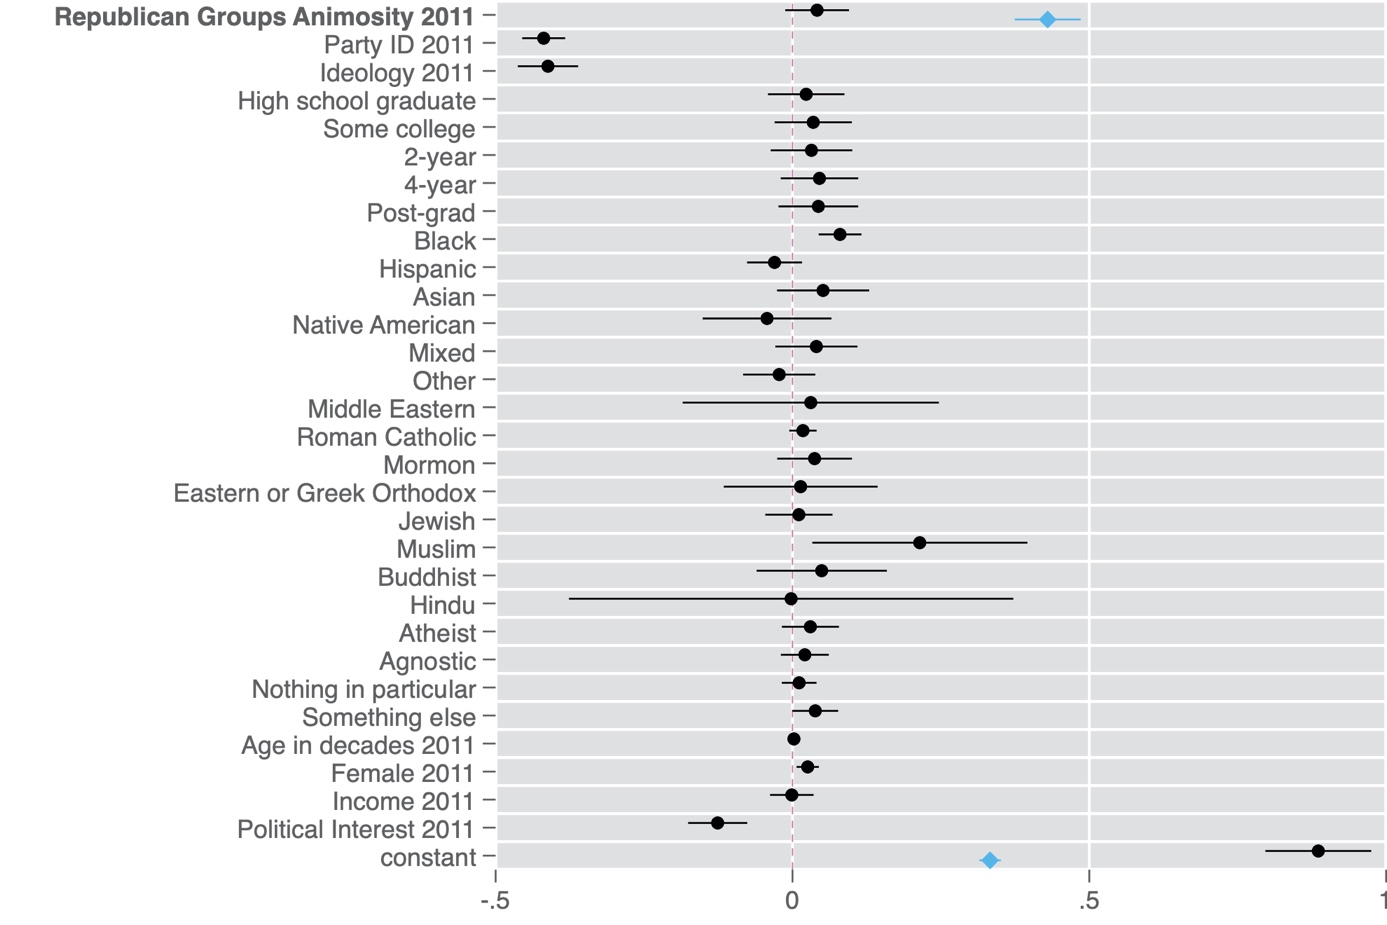 Republican Groups Animosity 2011
Party ID 2011
Ideology 2011
High school graduate
Some college
2-year
4-year
Post-grad
Black
Hispanic
Asian
Native American
Mixed
Other
Middle Eastern
Roman Catholic
Mormon
Eastern or Greek Orthodox
Jewish
Muslim
Buddhist
Hindu
Atheist
Agnostic
Nothing in particular
Something else
Age in decades 2011
Female 2011
Income 2011
Political Interest 2011
constant
-.5 0 .5 1